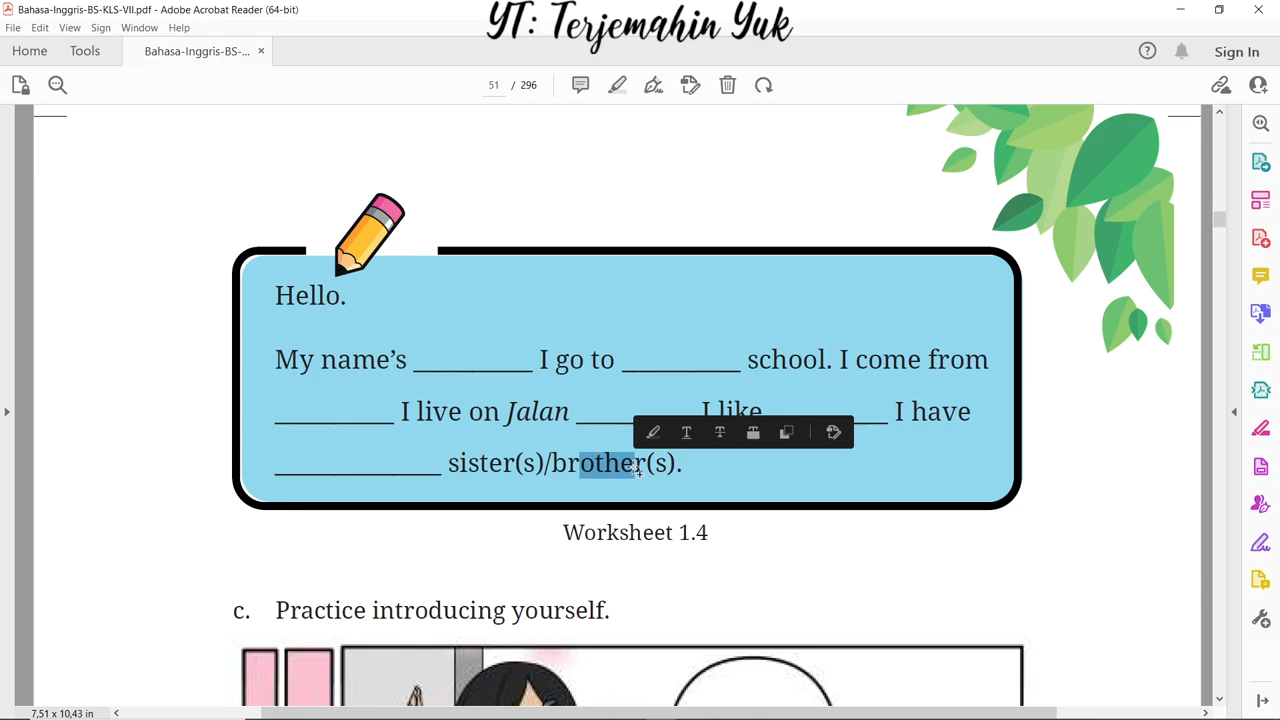 Bahasa-Inggris-BS-KLS-VII.pdf - Adobe Acrobat Reader (64-bit)
YT: Terjemahin Yuk
File Edit View Sign Window Help
Home Tools Bahasa-Inggris-BS-... × Sign In
51 / 296
Hello.
My name's __________ I go to __________ school. I come from
__________ I live on Jalan __________ I like __________ I have
______________ sister(s)/brother(s).
Worksheet 1.4
c. Practice introducing yourself.
7,51 x 10,43 in